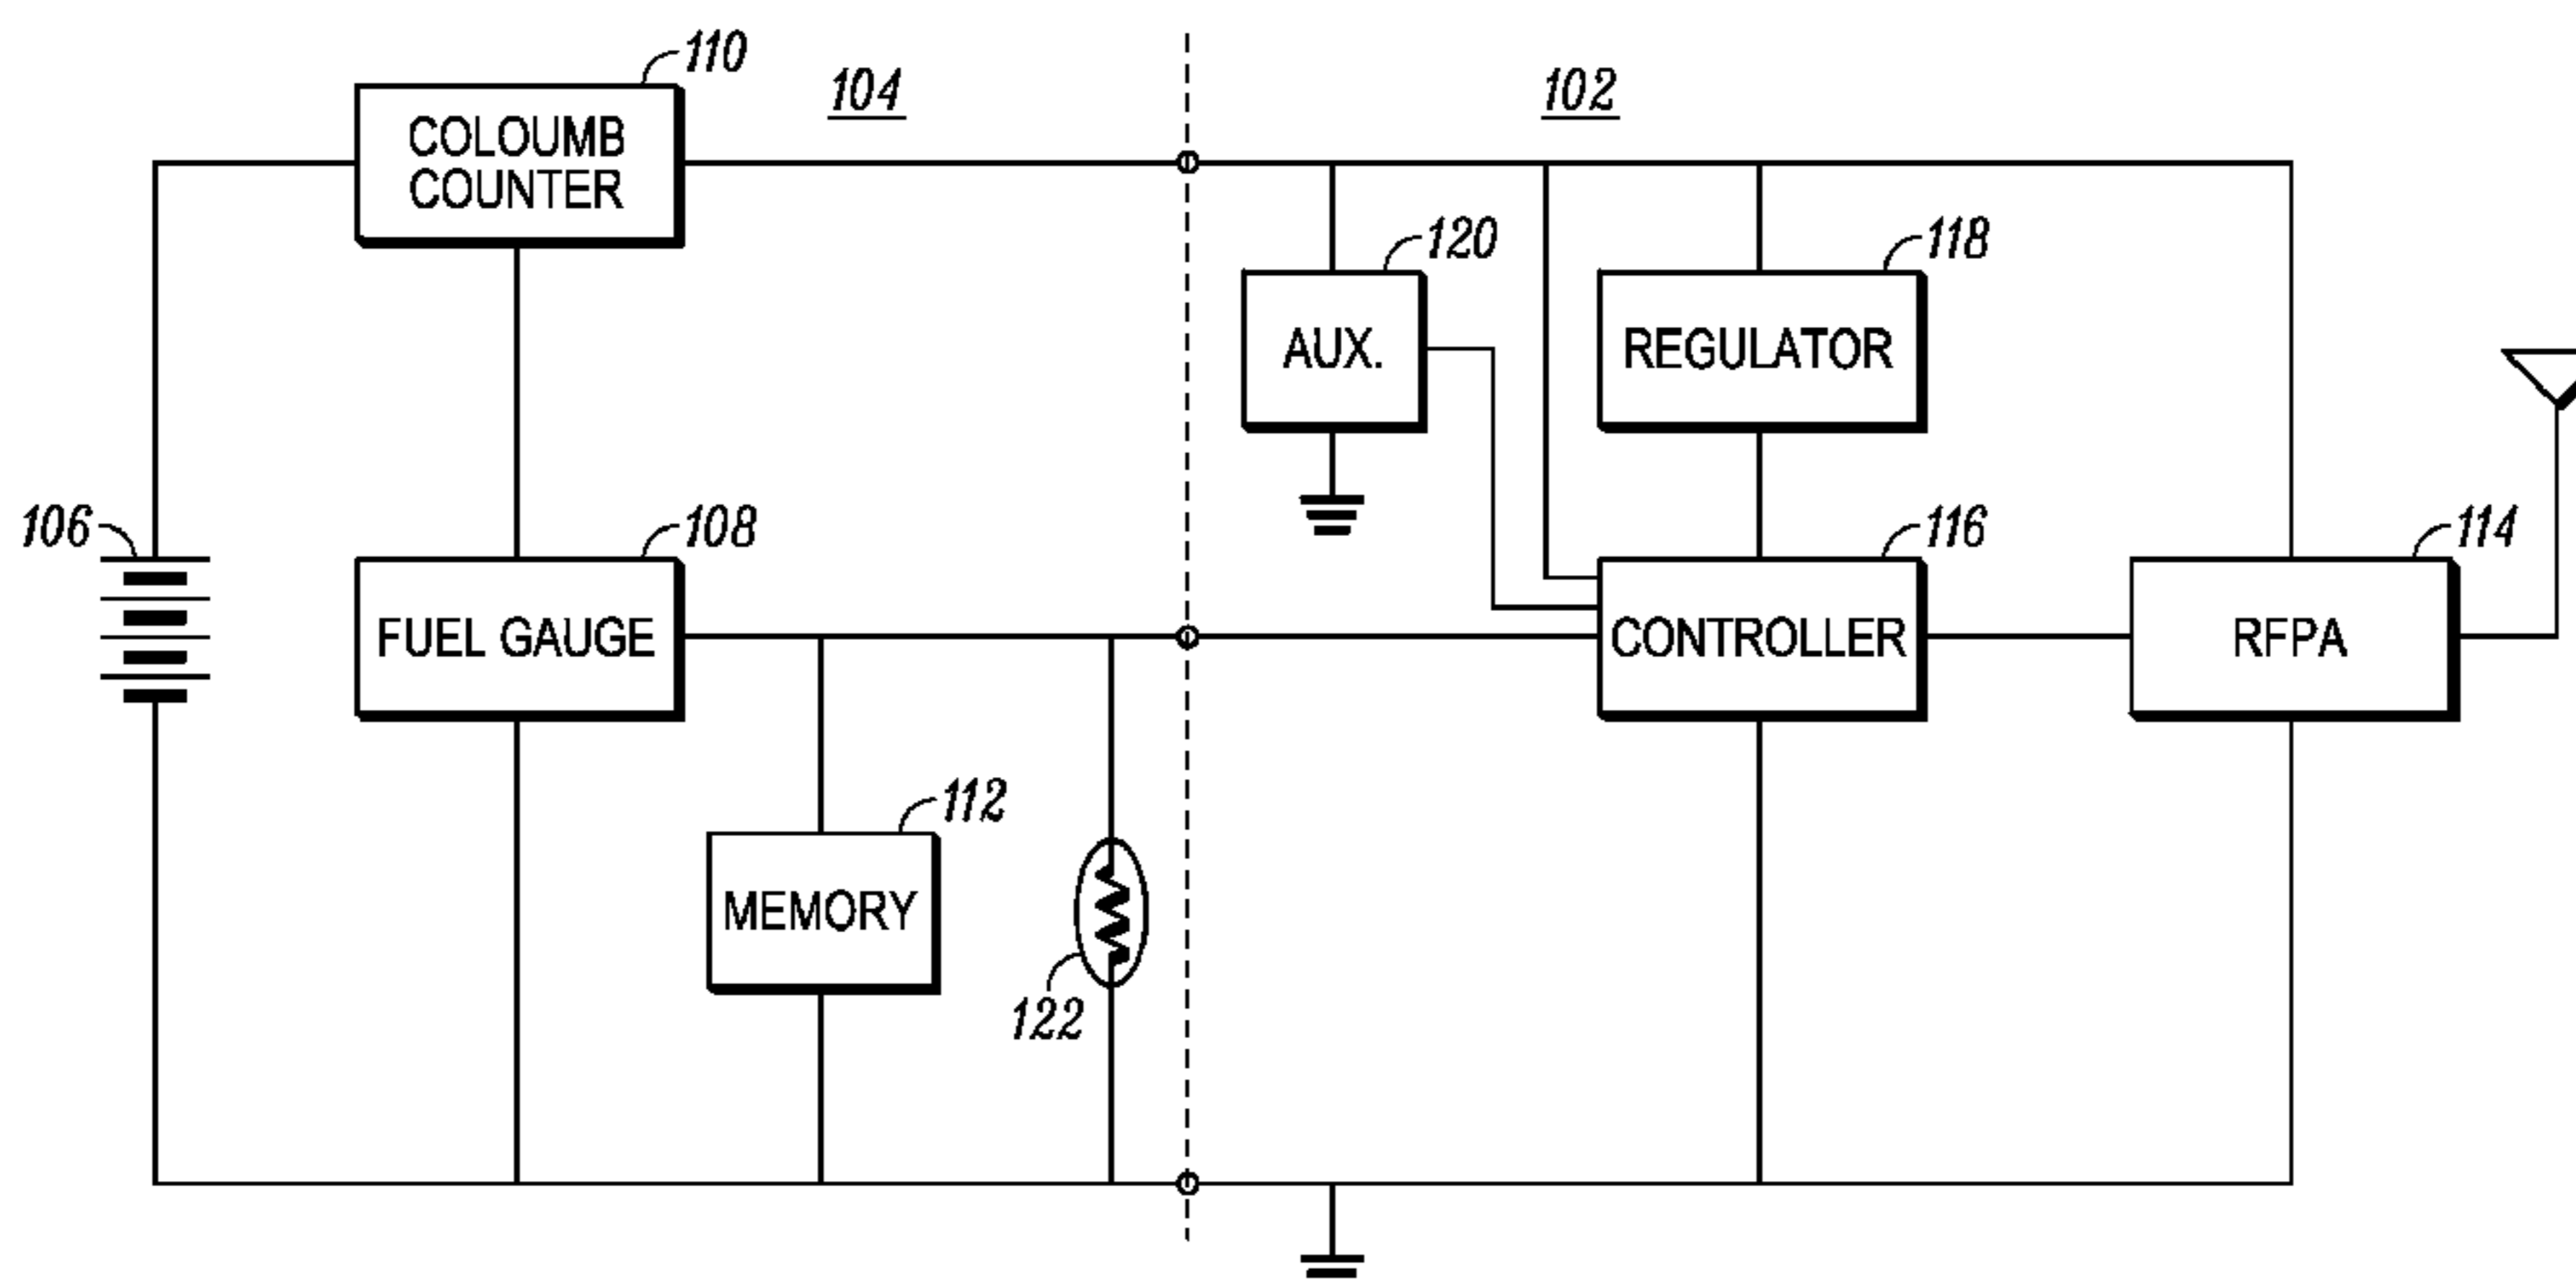 110
104
102
COLOUMB
COUNTER
120
118
AUX.
REGULATOR
106
108
116
114
FUEL GAUGE
CONTROLLER
RFPA
112
MEMORY
122